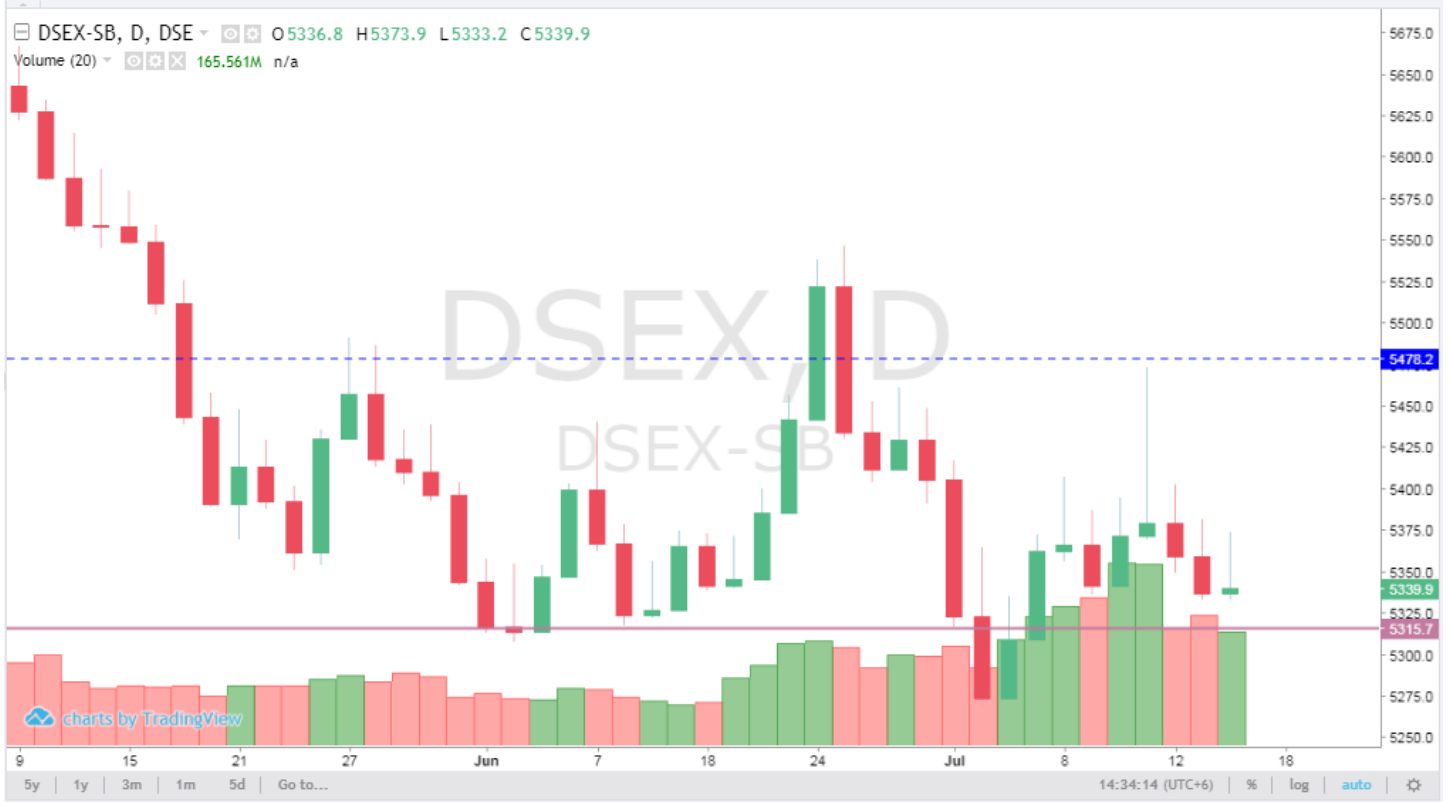 DSEX-SB, D, DSE O5336.8 H5373.9 L5333.2 C5339.9
Volume (20) 165.561M n/a
DSEX, D
DSEX-SB
5675.0
5650.0
5625.0
5600.0
5575.0
5550.0
5525.0
5500.0
5478.2
5450.0
5425.0
5400.0
5375.0
5350.0
5339.9
5325.0
5315.7
5300.0
5275.0
5250.0
charts by TradingView
9 15 21 27 Jun 7 18 24 Jul 8 12 18
5y 1y 3m 1m 5d Go to... 14:34:14 (UTC+6) % log auto